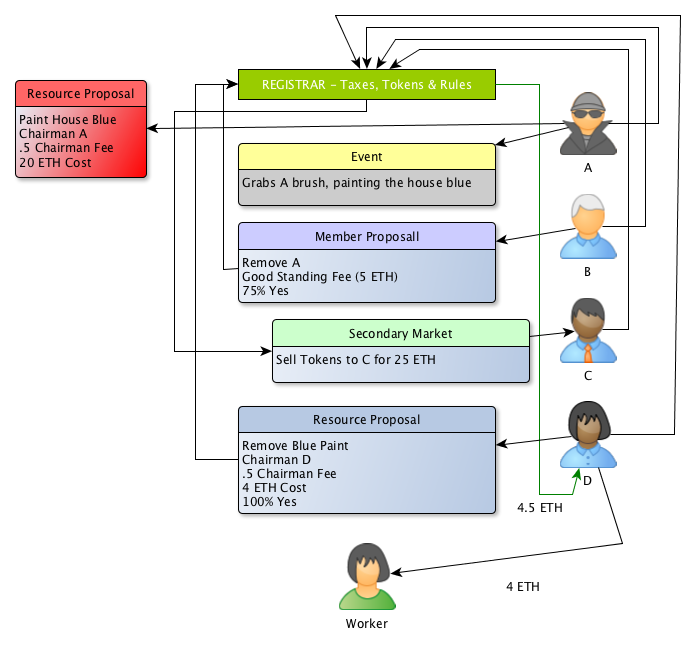 REGISTRAR - Taxes, Tokens & Rules
Resource Proposal
Paint House Blue
Chairman A
.5 Chairman Fee
20 ETH Cost
A
Event
Grabs A brush, painting the house blue
B
Member Proposall
Remove A
Good Standing Fee (5 ETH)
75% Yes
Secondary Market
Sell Tokens to C for 25 ETH
C
Resource Proposal
Remove Blue Paint
Chairman D
.5 Chairman Fee
4 ETH Cost
100% Yes
D
4.5 ETH
4 ETH
Worker